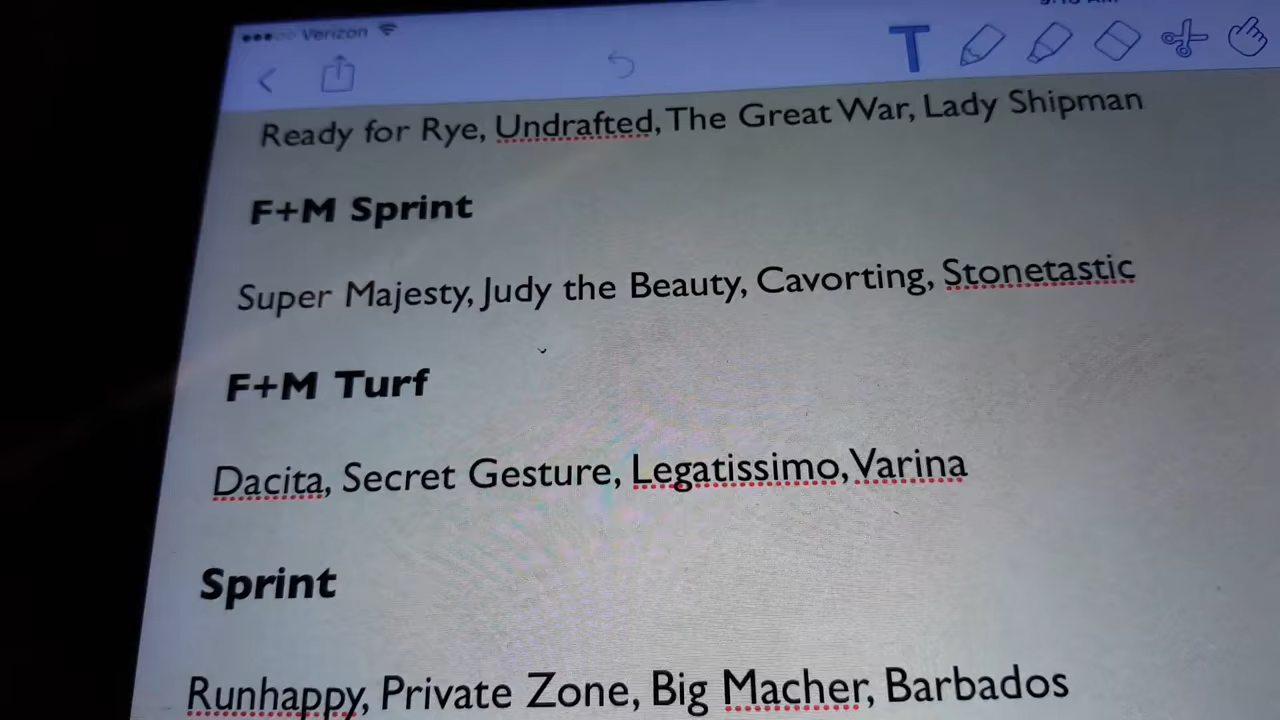 Verizon
T
Ready for Rye, Undrafted, The Great War, Lady Shipman
F+M Sprint
Super Majesty, Judy the Beauty, Cavorting, Stonetastic
F+M Turf
Dacita, Secret Gesture, Legatissimo, Varina
Sprint
Runhappy, Private Zone, Big Macher, Barbados